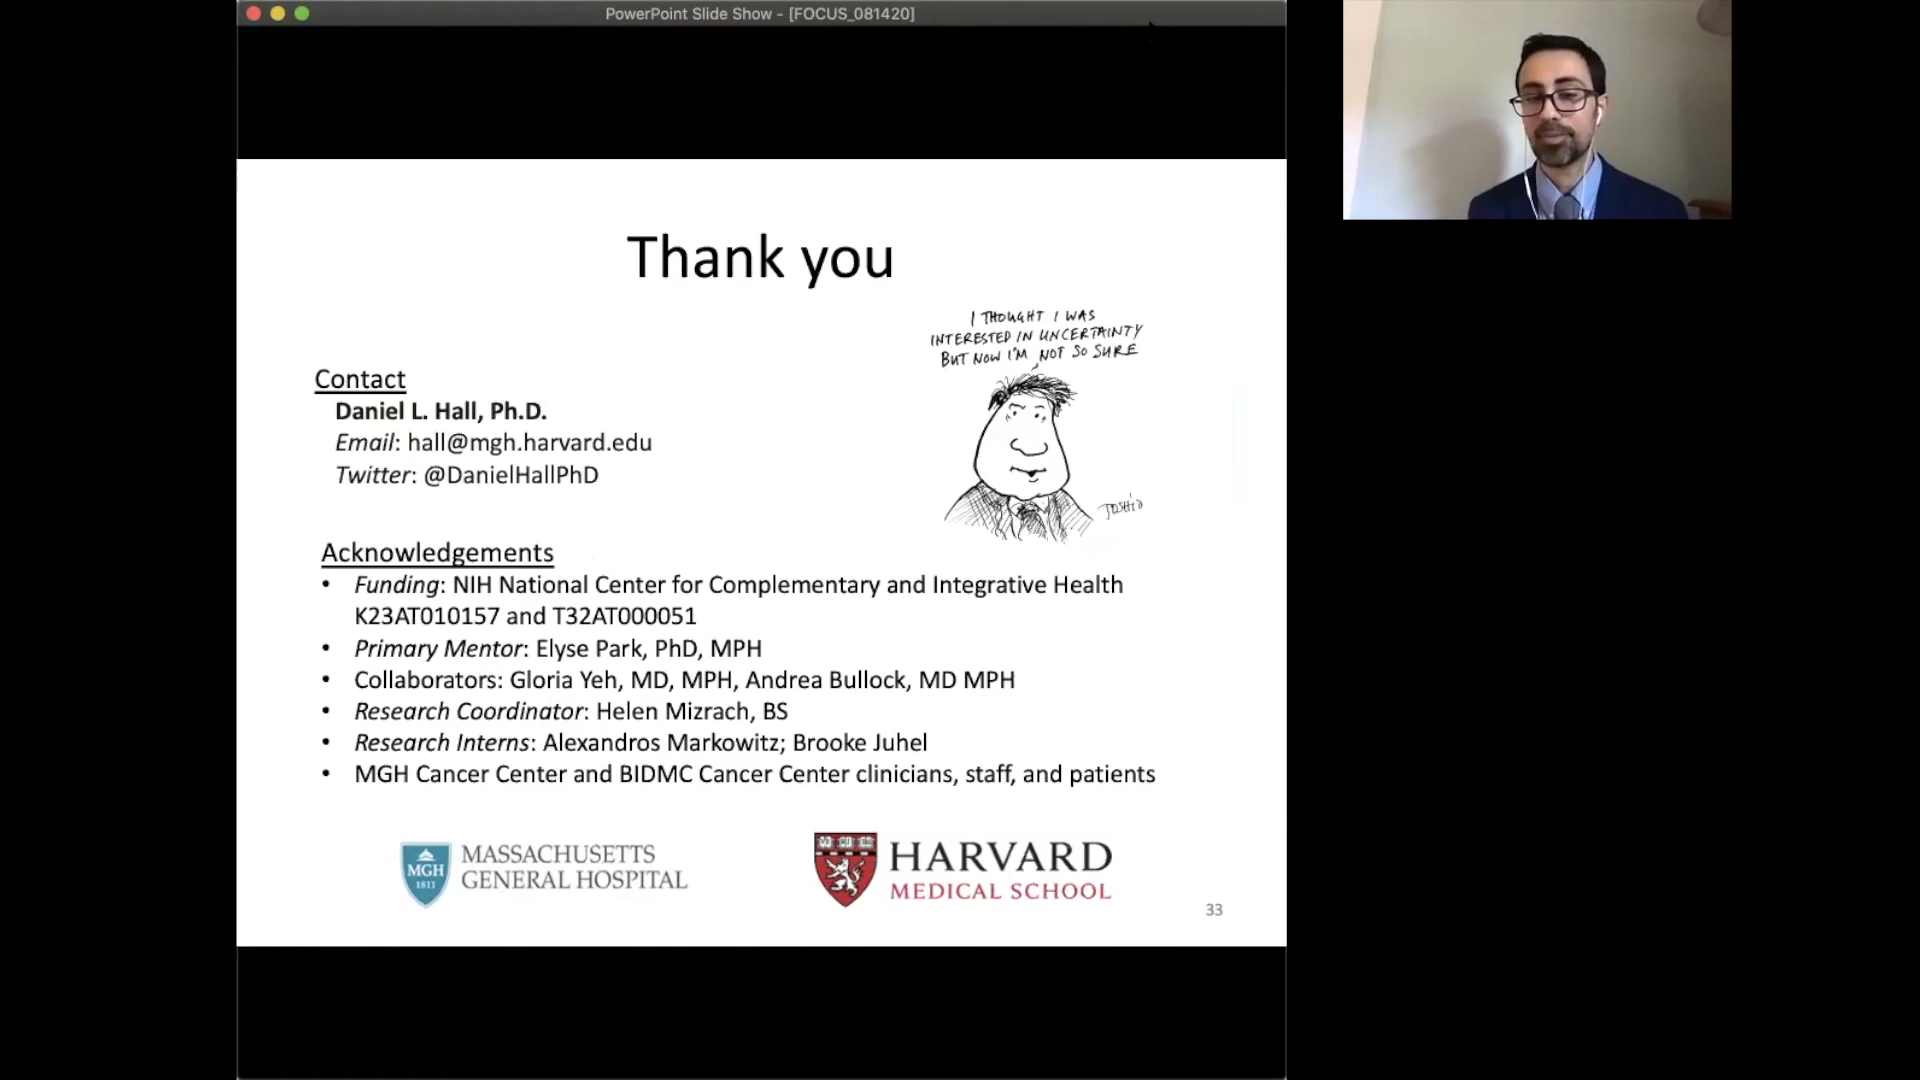 PowerPoint Slide Show - [FOCUS_081420]
Thank you
I THOUGHT I WAS
INTERESTED IN UNCERTAINTY
BUT NOW I'M NOT SO SURE
Contact
Daniel L. Hall, Ph.D.
Email: hall@mgh.harvard.edu
Twitter: @DanielHallPhD
Acknowledgements
• Funding: NIH National Center for Complementary and Integrative Health
K23AT010157 and T32AT000051
• Primary Mentor: Elyse Park, PhD, MPH
• Collaborators: Gloria Yeh, MD, MPH, Andrea Bullock, MD MPH
• Research Coordinator: Helen Mizrach, BS
• Research Interns: Alexandros Markowitz; Brooke Juhel
• MGH Cancer Center and BIDMC Cancer Center clinicians, staff, and patients
MGH
1811
MASSACHUSETTS
GENERAL HOSPITAL
HARVARD
MEDICAL SCHOOL
33